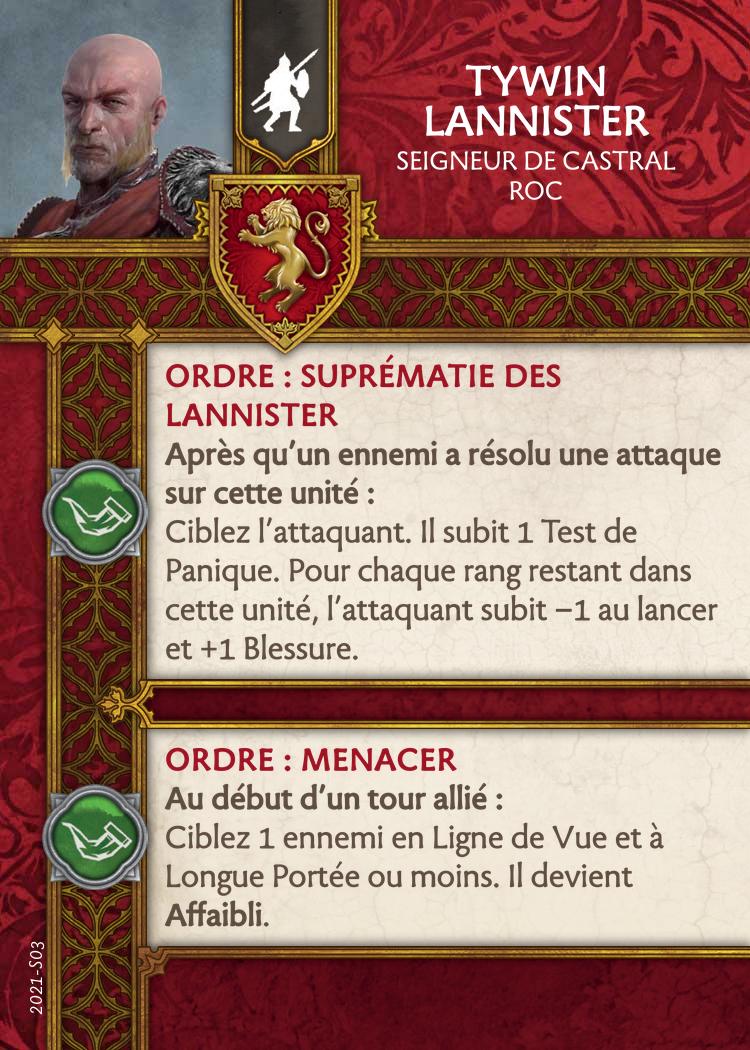 TYWIN
LANNISTER
SEIGNEUR DE CASTRAL
ROC
ORDRE : SUPRÉMATIE DES
LANNISTER
Après qu'un ennemi a résolu une attaque
sur cette unité :
Ciblez l'attaquant. Il subit 1 Test de
Panique. Pour chaque rang restant dans
cette unité, l'attaquant subit –1 au lancer
et +1 Blessure.
ORDRE : MENACER
Au début d'un tour allié :
Ciblez 1 ennemi en Ligne de Vue et à
Longue Portée ou moins. Il devient
Affaibli.
2021-S03